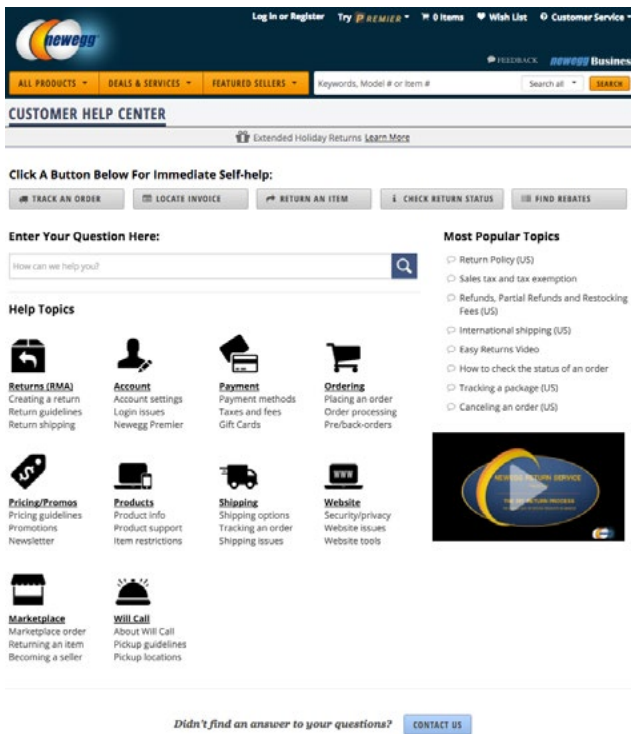 Log In or Register Try PREMIER 0 Items Wish List Customer Service
newegg
FEEDBACK newegg Busines
ALL PRODUCTS DEALS & SERVICES FEATURED SELLERS Keywords, Model # or Item # Search all SEARCH
CUSTOMER HELP CENTER
Extended Holiday Returns Learn More
Click A Button Below For Immediate Self-help:
TRACK AN ORDER LOCATE INVOICE RETURN AN ITEM CHECK RETURN STATUS FIND REBATES
Enter Your Question Here:
How can we help you?
Most Popular Topics
Return Policy (US)
Sales tax and tax exemption
Refunds, Partial Refunds and Restocking
Fees (US)
International shipping (US)
Easy Returns Video
How to check the status of an order
Tracking a package (US)
Canceling an order (US)
NEWEGG RETURN SERVICE
Help Topics
Returns (RMA)
Creating a return
Return guidelines
Return shipping
Account
Account settings
Login issues
Newegg Premier
Payment
Payment methods
Taxes and fees
Gift Cards
Ordering
Placing an order
Order processing
Pre/back-orders
Pricing/Promos
Pricing guidelines
Promotions
Newsletter
Products
Product info
Product support
Item restrictions
Shipping
Shipping options
Tracking an order
Shipping issues
www
Website
Security/privacy
Website issues
Website tools
Marketplace
Marketplace order
Returning an item
Becoming a seller
Will Call
About Will Call
Pickup guidelines
Pickup locations
Didn't find an answer to your questions? CONTACT US